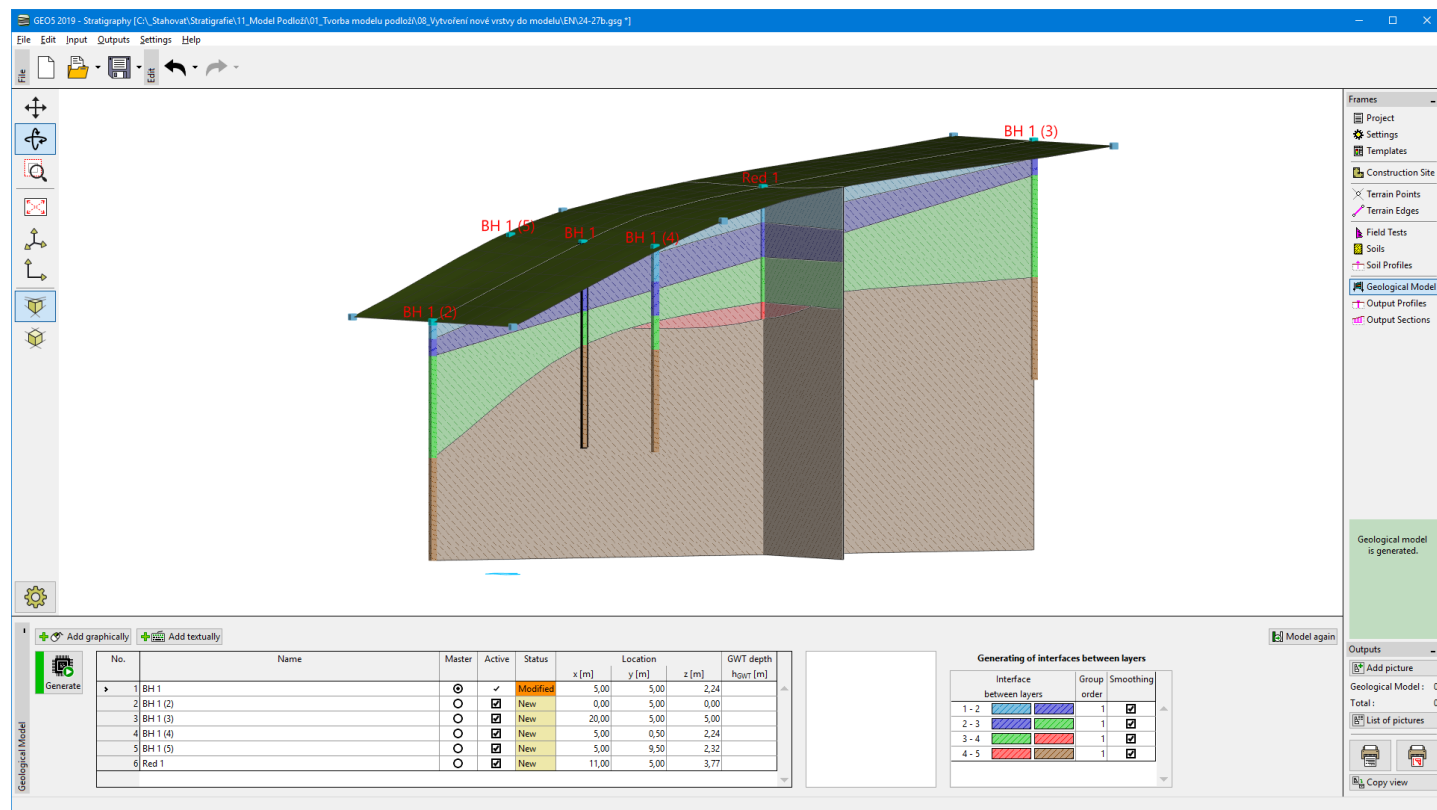 GEO5 2019 - Stratigraphy [C:\_Stahovat\Stratigrafie\11_Model Podloží\01_Tvorba modelu podloží\08_Vytvoření nové vrstvy do modelu\EN\24-27b.gsg *]
File Edit Input Outputs Settings Help
File
Edit
BH 1 (3)
Red 1
BH 1 (5)
BH 1
BH 1 (4)
BH 1 (2)
Frames
Project
Settings
Templates
Construction Site
Terrain Points
Terrain Edges
Field Tests
Soils
Soil Profiles
Geological Model
Output Profiles
Output Sections
Geological model
is generated.
Add graphically Add textually Model again
Generate
Geological Model
No. Name Master Active Status Location GWT depth
x [m] y [m] z [m] hGWT [m]
1 BH 1 Modified 5,00 5,00 2,24
2 BH 1 (2) New 0,00 5,00 0,00
3 BH 1 (3) New 20,00 5,00 5,00
4 BH 1 (4) New 5,00 0,50 2,24
5 BH 1 (5) New 5,00 9,50 2,32
6 Red 1 New 11,00 5,00 3,77
Generating of interfaces between layers
Interface Group Smoothing
between layers order
1 - 2 1
2 - 3 1
3 - 4 1
4 - 5 1
Outputs
Add picture
Geological Model : 0
Total : 0
List of pictures
Copy view